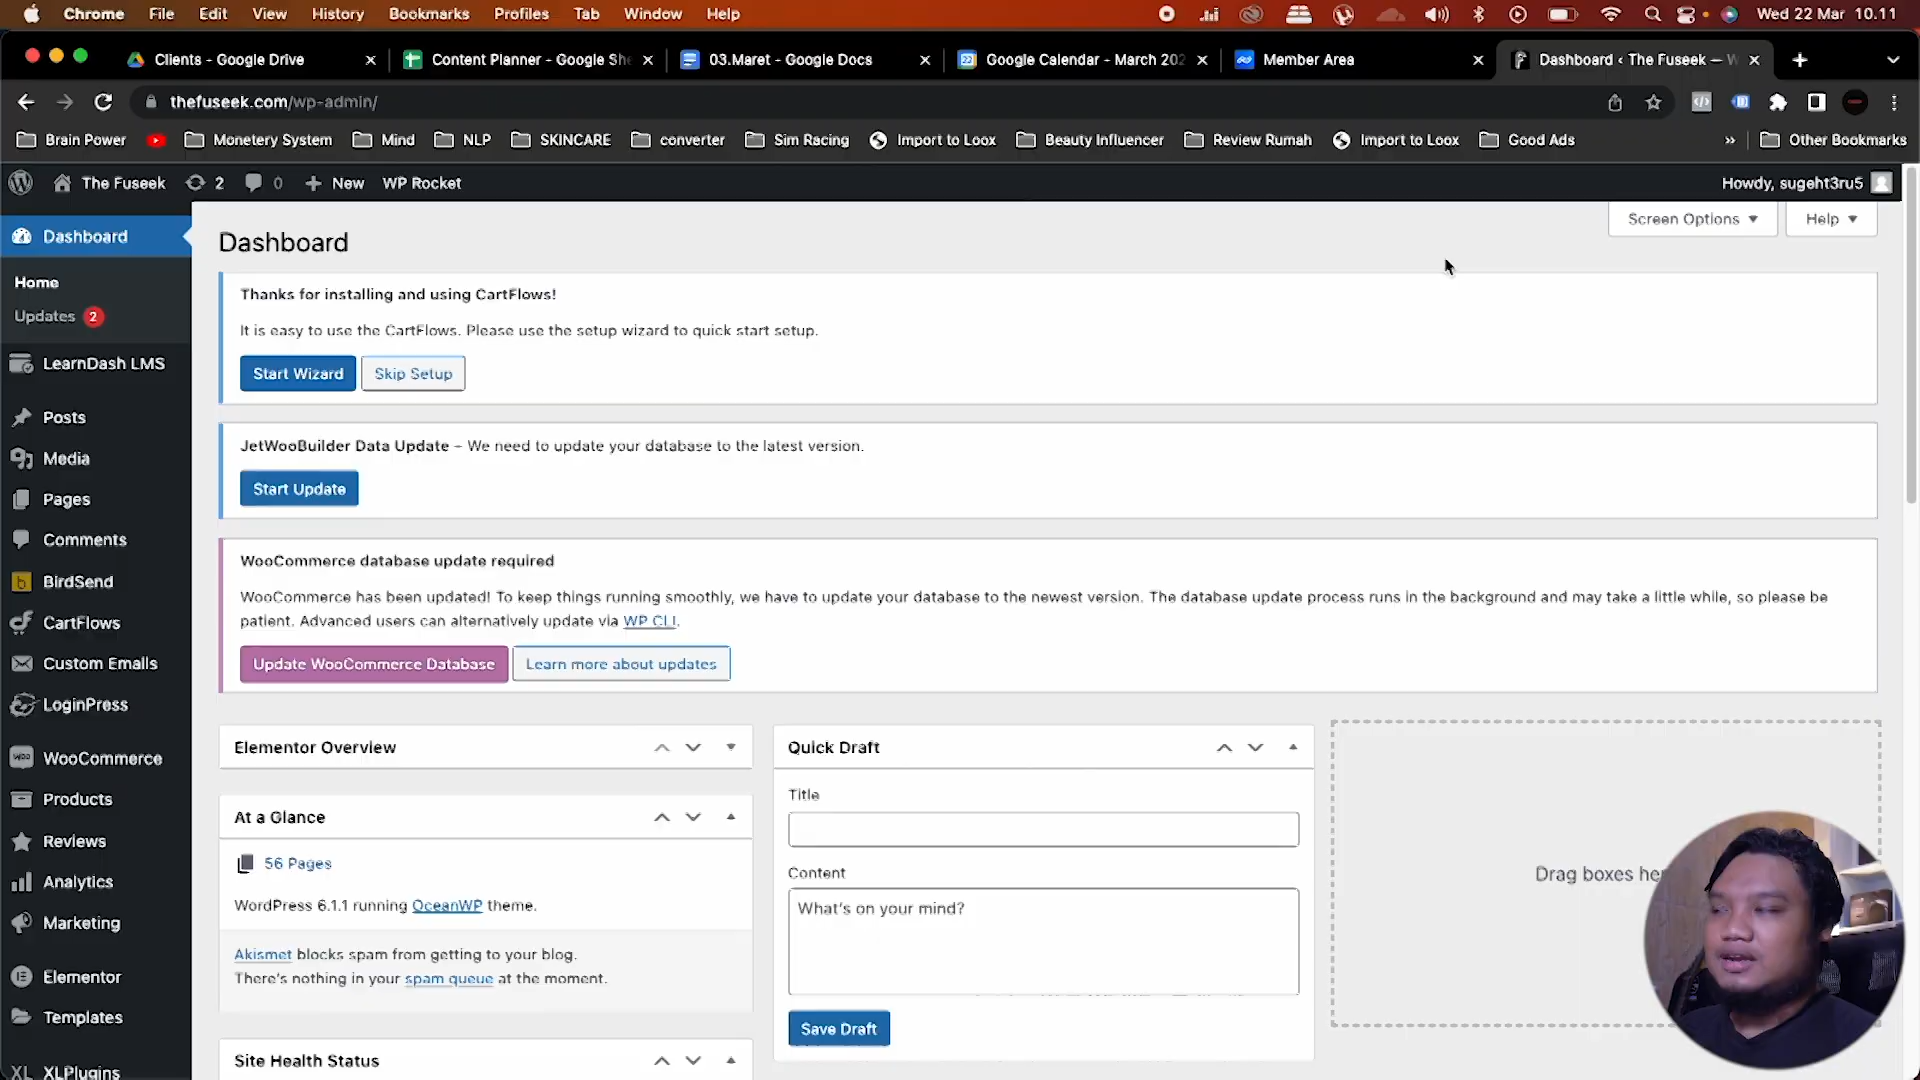 Chrome File Edit View History Bookmarks Profiles Tab Window Help Wed 22 Mar 10.11
Clients - Google Drive Content Planner - Google She 03.Maret - Google Docs Google Calendar - March 202 Member Area Dashboard ‹ The Fuseek — W
thefuseek.com/wp-admin/
Brain Power Monetery System Mind NLP SKINCARE converter Sim Racing Import to Loox Beauty Influencer Review Rumah Import to Loox Good Ads » Other Bookmarks
The Fuseek 2 0 New WP Rocket Howdy, sugeht3ru5
Screen Options Help
Dashboard
Home
Updates 2
LearnDash LMS
Posts
Media
Pages
Comments
BirdSend
CartFlows
Custom Emails
LoginPress
WooCommerce
Products
Reviews
Analytics
Marketing
Elementor
Templates
XLPlugins
Dashboard
Thanks for installing and using CartFlows!
It is easy to use the CartFlows. Please use the setup wizard to quick start setup.
Start Wizard Skip Setup
JetWooBuilder Data Update – We need to update your database to the latest version.
Start Update
WooCommerce database update required
WooCommerce has been updated! To keep things running smoothly, we have to update your database to the newest version. The database update process runs in the background and may take a little while, so please be
patient. Advanced users can alternatively update via WP CLI.
Update WooCommerce Database Learn more about updates
Elementor Overview
At a Glance
56 Pages
WordPress 6.1.1 running OceanWP theme.
Akismet blocks spam from getting to your blog.
There's nothing in your spam queue at the moment.
Site Health Status
Quick Draft
Title
Content
What's on your mind?
Save Draft
Drag boxes he